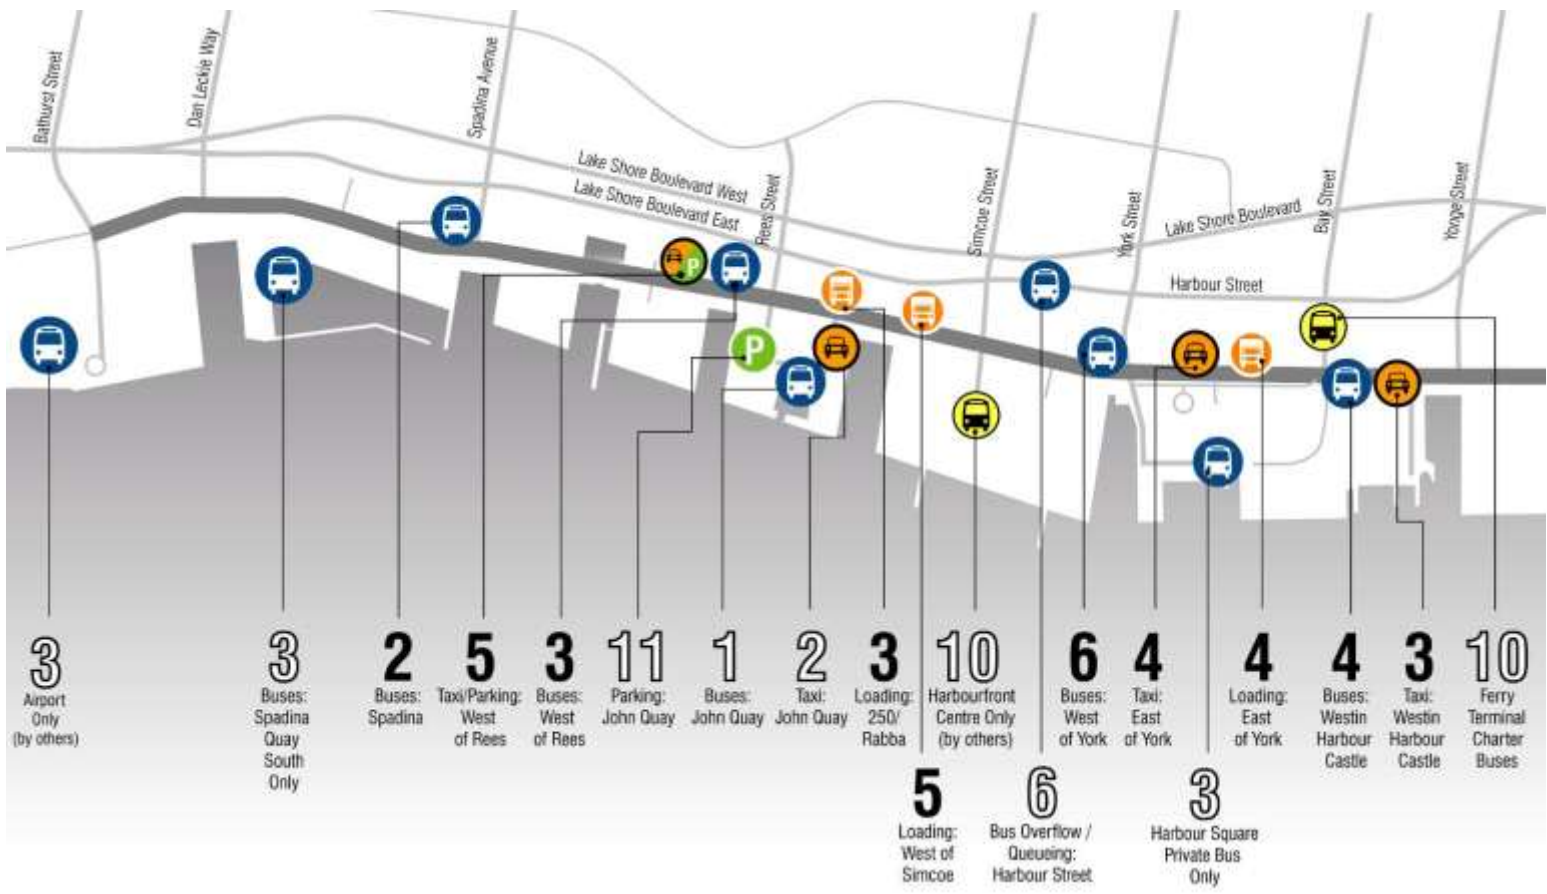 Bathurst Street
Dan Leckie Way
Spadina Avenue
Lake Shore Boulevard West
Lake Shore Boulevard East
Rees Street
Simcoe Street
York Street
Lake Shore Boulevard
Bay Street
Yonge Street
Harbour Street
P
P
3
Airport
Only
(by others)
3
Buses:
Spadina
Quay
South
Only
2
Buses:
Spadina
5
Taxi/Parking:
West
of Rees
3
Buses:
West
of Rees
11
Parking:
John Quay
1
Buses:
John Quay
2
Taxi:
John Quay
3
Loading:
250/
Rabba
10
Harbourfront
Centre Only
(by others)
6
Buses:
West
of York
4
Taxi:
East
of York
4
Loading:
East
of York
4
Buses:
Westin
Harbour
Castle
3
Taxi:
Westin
Harbour
Castle
10
Ferry
Terminal
Charter
Buses
5
Loading:
West of
Simcoe
6
Bus Overflow /
Queueing:
Harbour Street
3
Harbour Square
Private Bus
Only